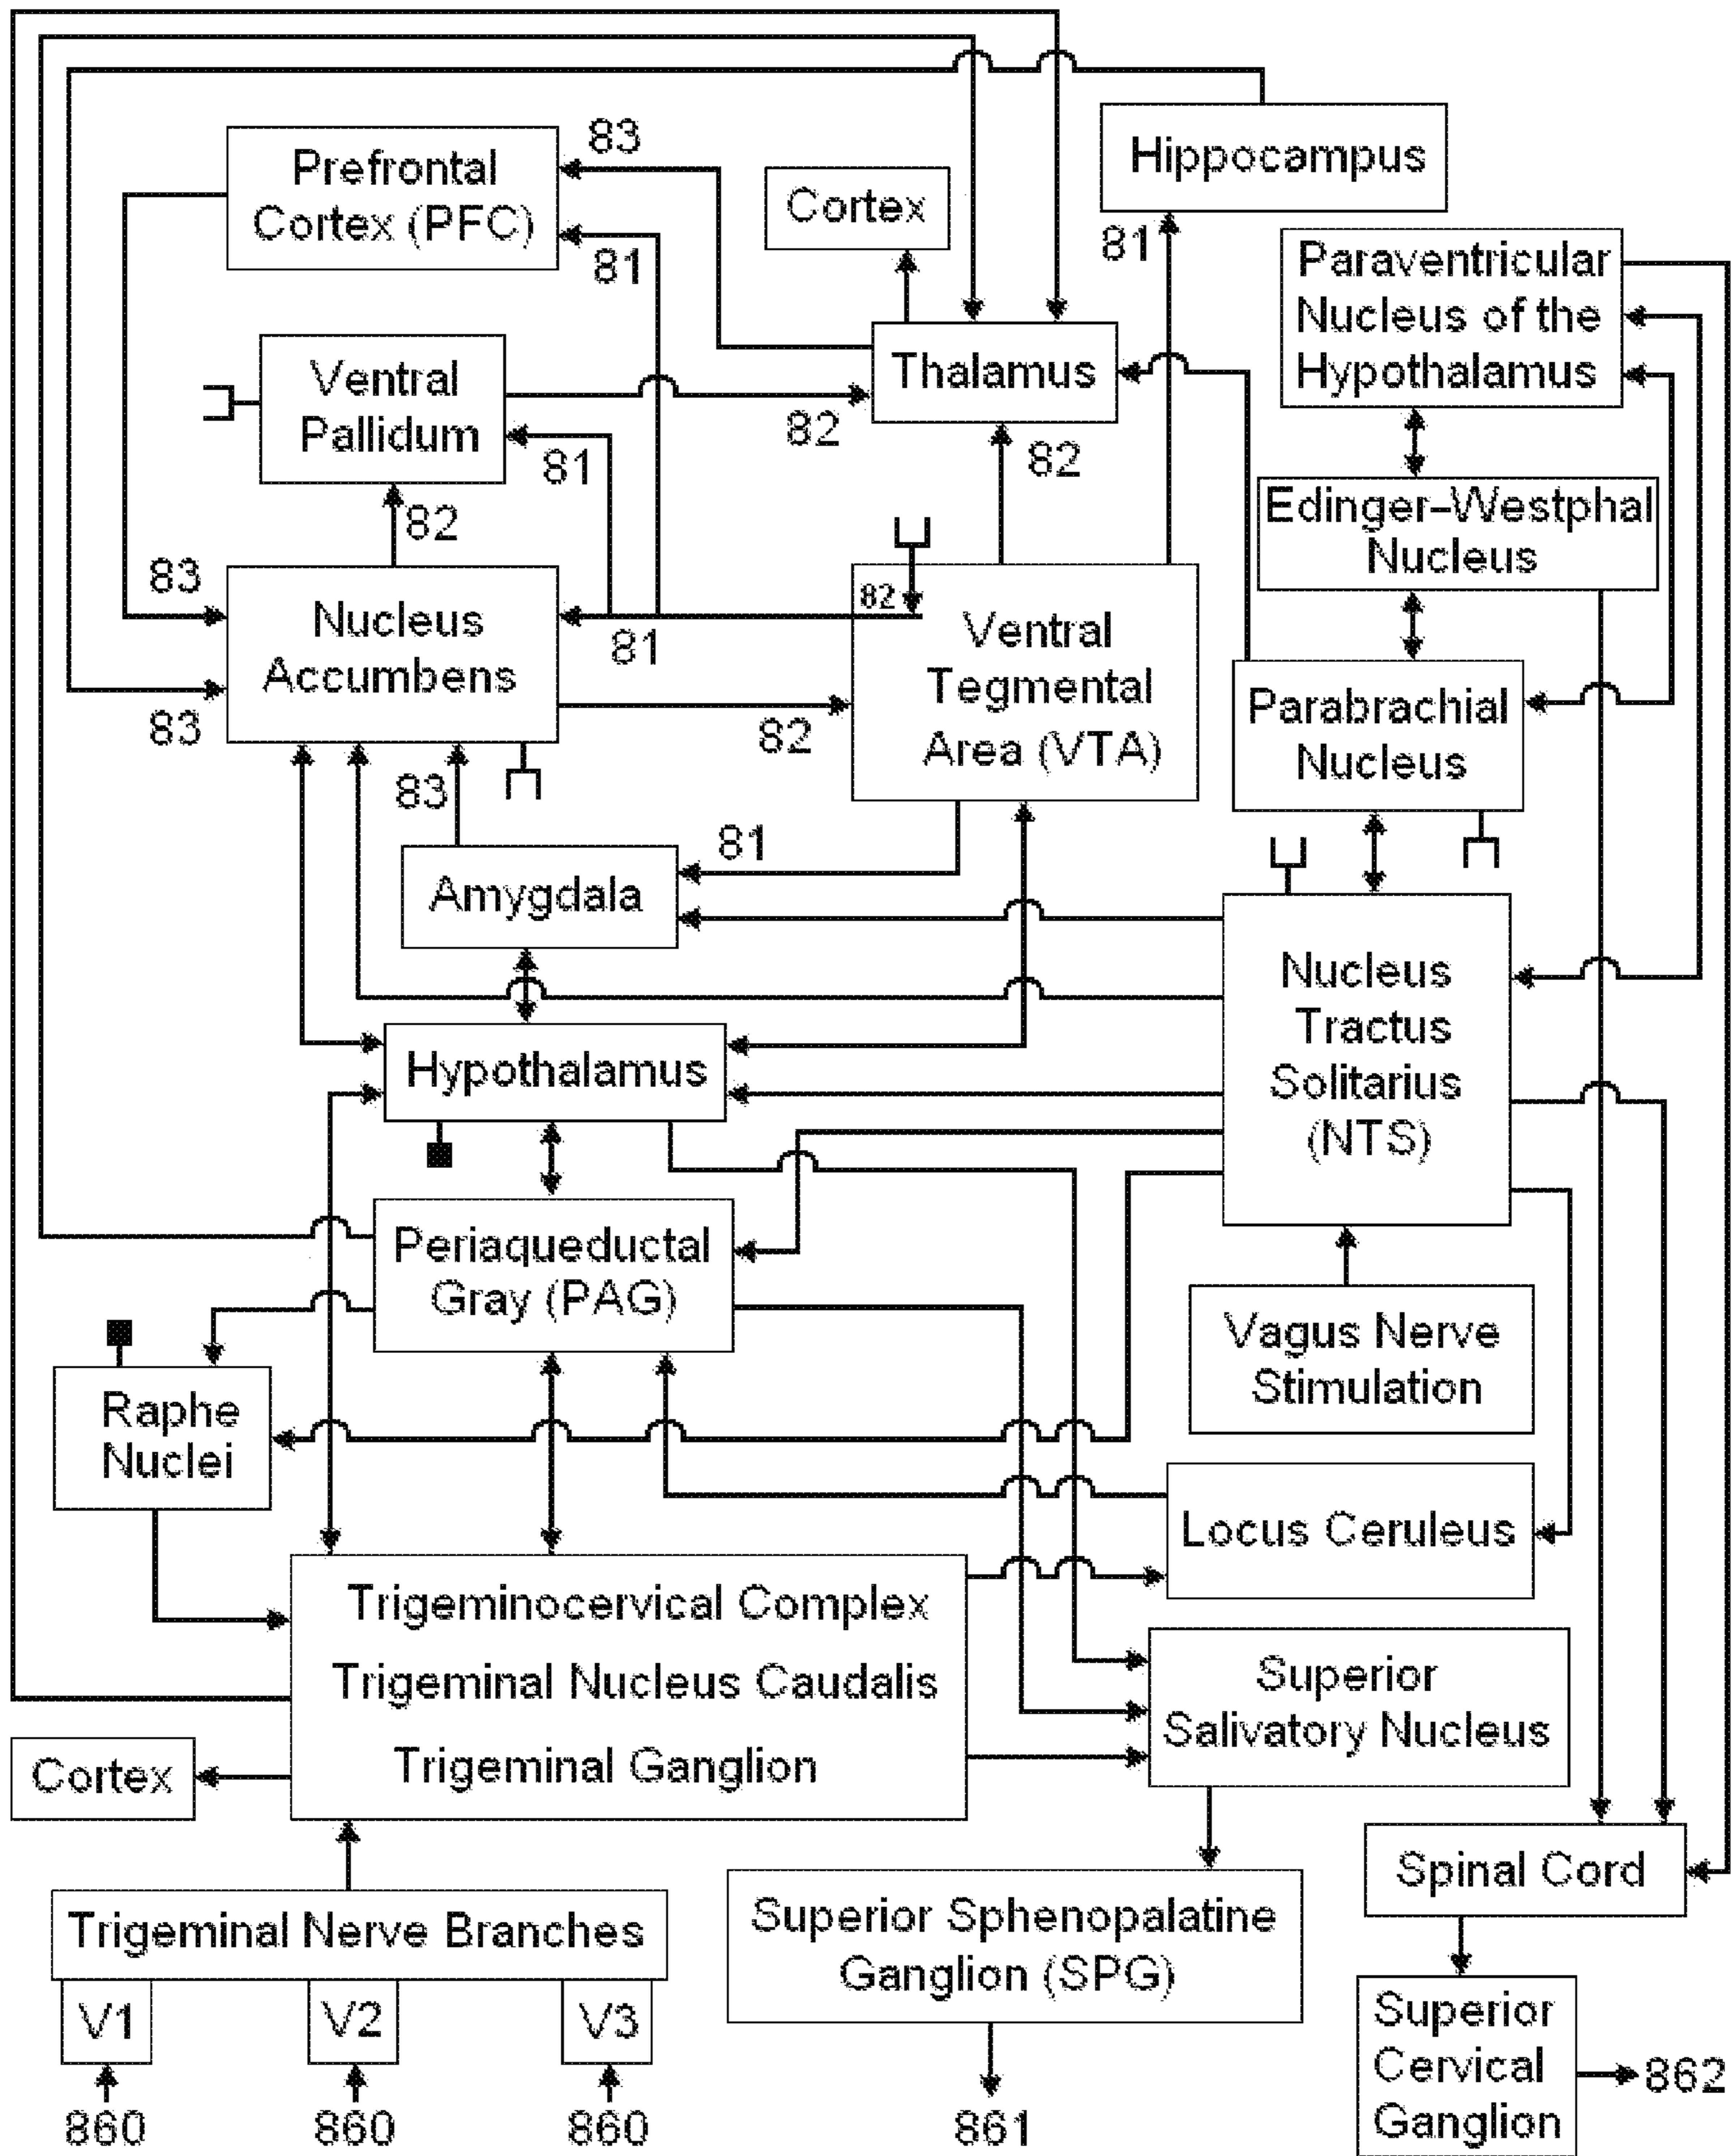 Hippocampus
83
Prefrontal
Cortex (PFC)
81
Cortex
81
Paraventricular
Nucleus of the
Hypothalamus
Thalamus
Ventral
Pallidum
82
81
82
82
Edinger–Westphal
Nucleus
83
Nucleus
Accumbens
81
82
Ventral
Tegmental
Area (VTA)
Parabrachial
Nucleus
83
82
83
81
Amygdala
Nucleus
Tractus
Solitarius
(NTS)
Hypothalamus
Periaqueductal
Gray (PAG)
Vagus Nerve
Stimulation
Raphe
Nuclei
Locus Ceruleus
Trigeminocervical Complex
Trigeminal Nucleus Caudalis
Trigeminal Ganglion
Superior
Salivatory Nucleus
Cortex
Spinal Cord
Trigeminal Nerve Branches
V1
V2
V3
860
860
860
Superior Sphenopalatine
Ganglion (SPG)
861
Superior
Cervical
Ganglion
862